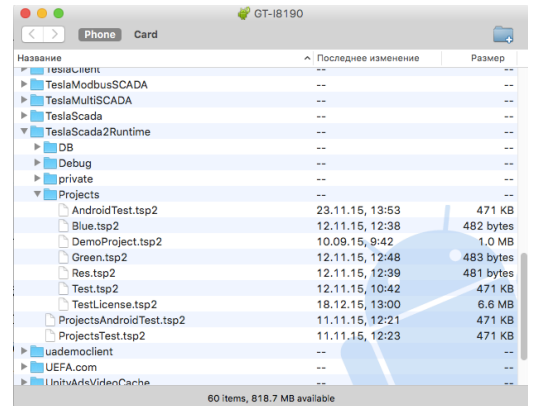 GT-I8190
Phone Card
Название Последнее изменение Размер
TeslaClient -- --
TeslaModbusSCADA -- --
TeslaMultiSCADA -- --
TeslaScada -- --
TeslaScada2Runtime -- --
DB -- --
Debug -- --
private -- --
Projects -- --
AndroidTest.tsp2 23.11.15, 13:53 471 KB
Blue.tsp2 12.11.15, 12:38 482 bytes
DemoProject.tsp2 10.09.15, 9:42 1.0 MB
Green.tsp2 12.11.15, 12:48 483 bytes
Res.tsp2 12.11.15, 12:39 481 bytes
Test.tsp2 12.11.15, 10:42 471 KB
TestLicense.tsp2 18.12.15, 13:00 6.6 MB
ProjectsAndroidTest.tsp2 11.11.15, 12:21 471 KB
ProjectsTest.tsp2 11.11.15, 12:23 471 KB
uademoclient -- --
UEFA.com -- --
UnityAdsVideoCache -- --
60 items, 818.7 MB available